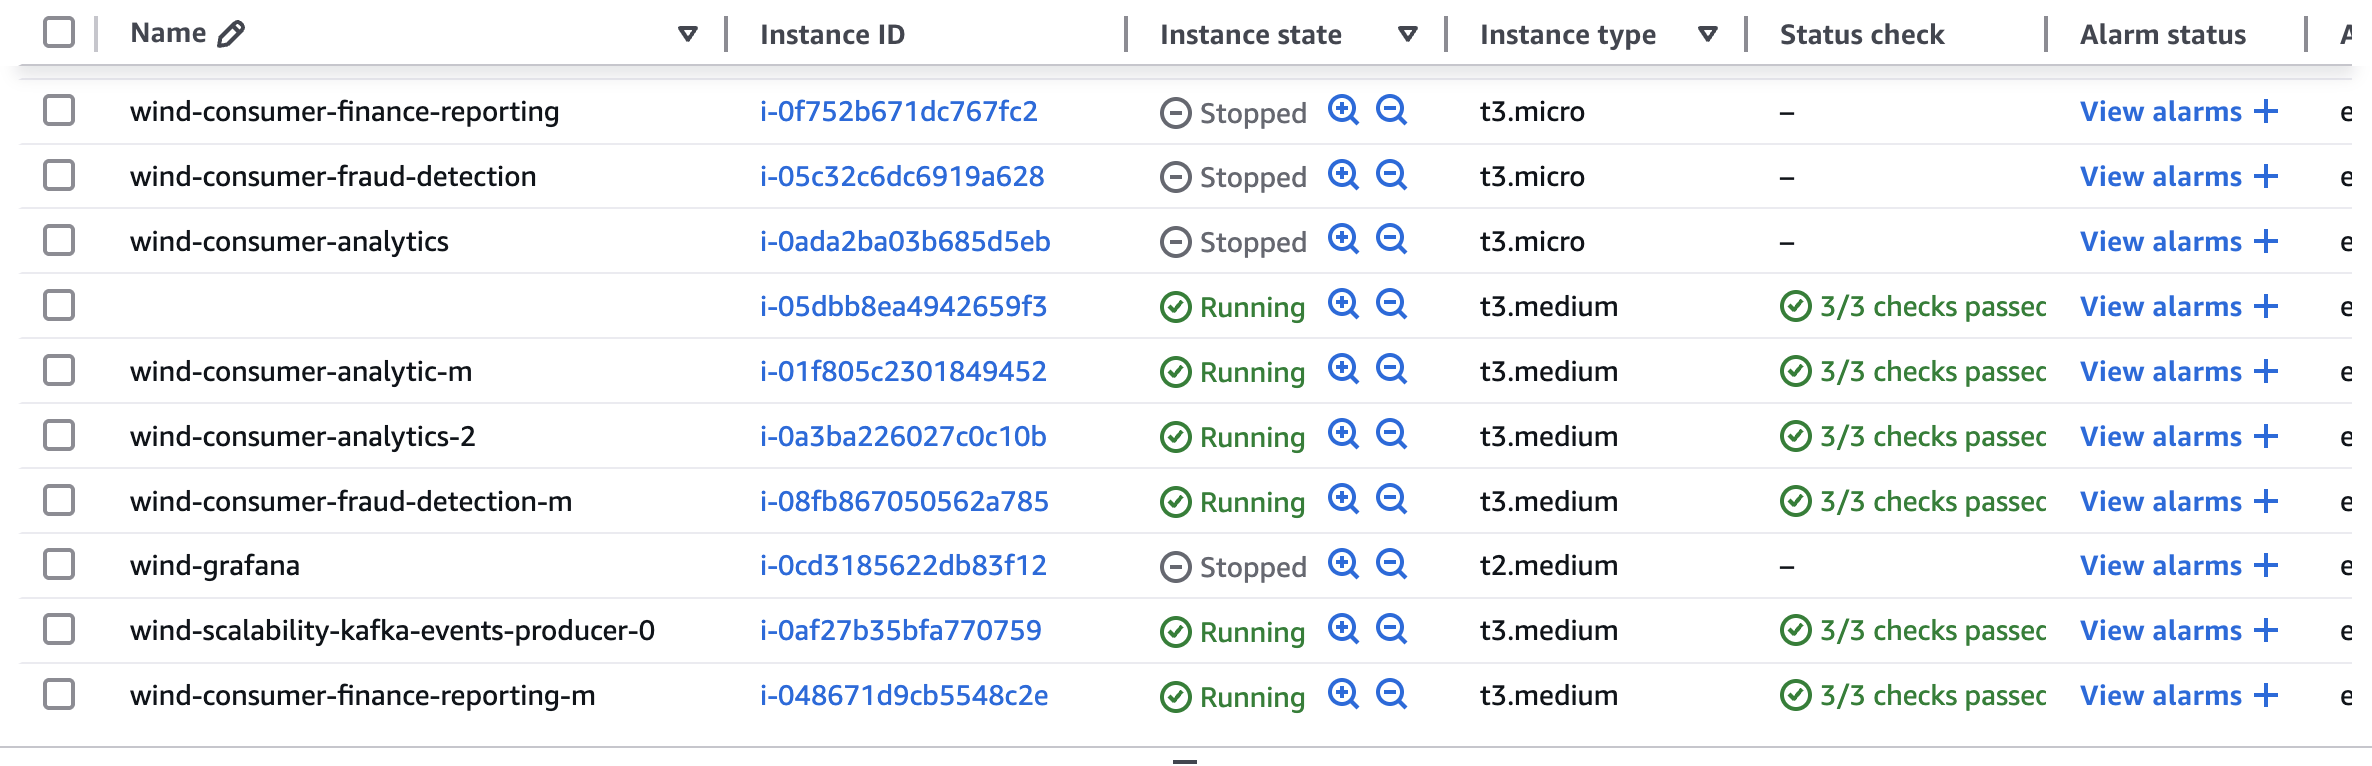 Name Instance ID Instance state Instance type Status check Alarm status
wind-consumer-finance-reporting i-0f752b671dc767fc2 Stopped t3.micro – View alarms +
wind-consumer-fraud-detection i-05c32c6dc6919a628 Stopped t3.micro – View alarms +
wind-consumer-analytics i-0ada2ba03b685d5eb Stopped t3.micro – View alarms +
i-05dbb8ea4942659f3 Running t3.medium 3/3 checks passec View alarms +
wind-consumer-analytic-m i-01f805c2301849452 Running t3.medium 3/3 checks passec View alarms +
wind-consumer-analytics-2 i-0a3ba226027c0c10b Running t3.medium 3/3 checks passec View alarms +
wind-consumer-fraud-detection-m i-08fb867050562a785 Running t3.medium 3/3 checks passec View alarms +
wind-grafana i-0cd3185622db83f12 Stopped t2.medium – View alarms +
wind-scalability-kafka-events-producer-0 i-0af27b35bfa770759 Running t3.medium 3/3 checks passec View alarms +
wind-consumer-finance-reporting-m i-048671d9cb5548c2e Running t3.medium 3/3 checks passec View alarms +